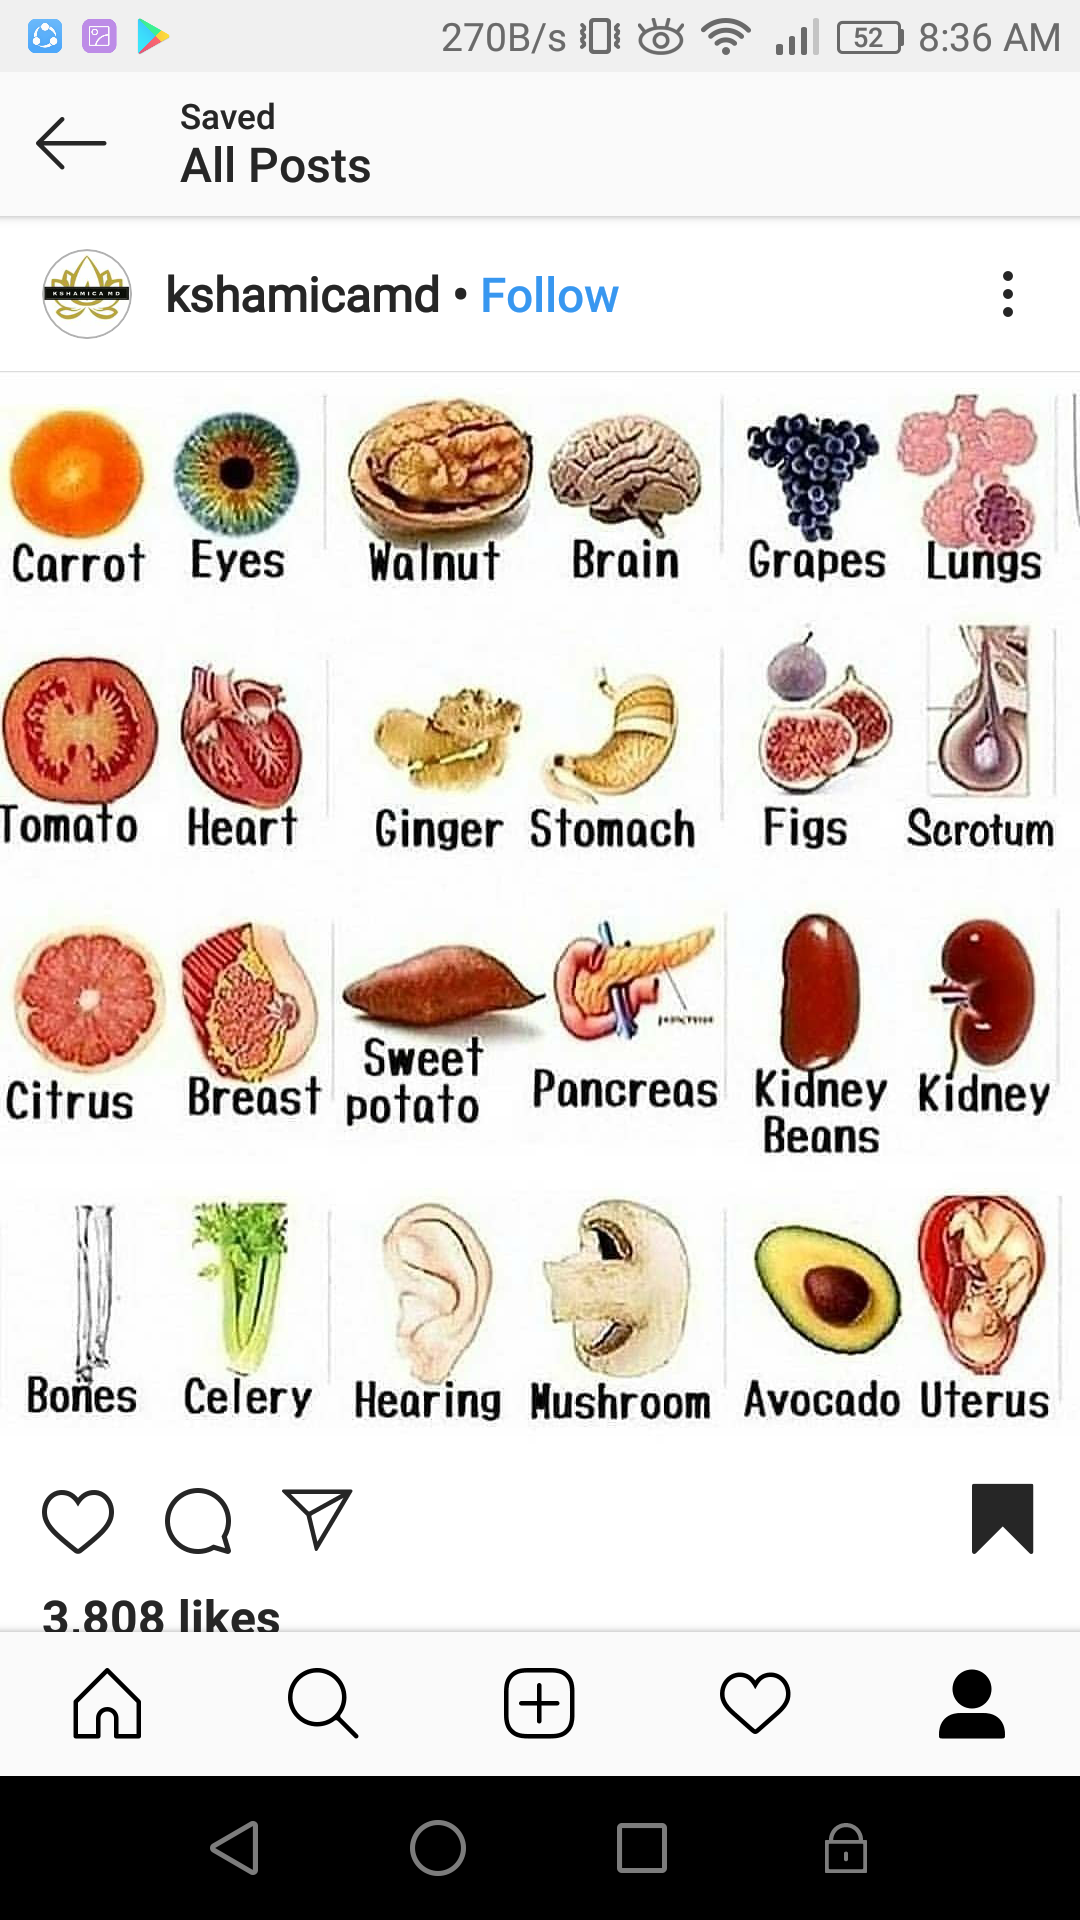 270B/s 52 8:36 AM
Saved
All Posts
KSHAMICA MD
kshamicamd • Follow
Carrot Eyes Walnut Brain Grapes Lungs
Tomato Heart Ginger Stomach Figs Scrotum
pancreas
Citrus Breast Sweet potato Pancreas Kidney Beans Kidney
Bones Celery Hearing Mushroom Avocado Uterus
3,808 likes